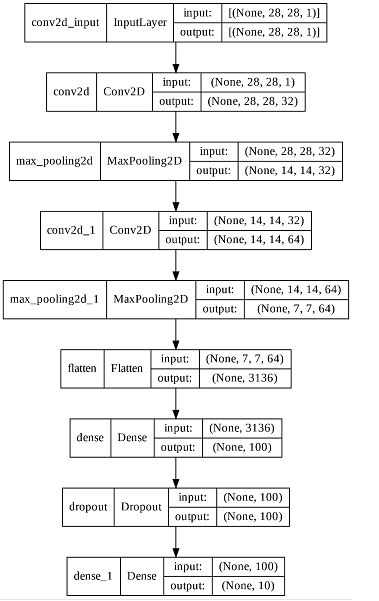 conv2d_input InputLayer input: [(None, 28, 28, 1)]
output: [(None, 28, 28, 1)]
conv2d Conv2D input: (None, 28, 28, 1)
output: (None, 28, 28, 32)
max_pooling2d MaxPooling2D input: (None, 28, 28, 32)
output: (None, 14, 14, 32)
conv2d_1 Conv2D input: (None, 14, 14, 32)
output: (None, 14, 14, 64)
max_pooling2d_1 MaxPooling2D input: (None, 14, 14, 64)
output: (None, 7, 7, 64)
flatten Flatten input: (None, 7, 7, 64)
output: (None, 3136)
dense Dense input: (None, 3136)
output: (None, 100)
dropout Dropout input: (None, 100)
output: (None, 100)
dense_1 Dense input: (None, 100)
output: (None, 10)